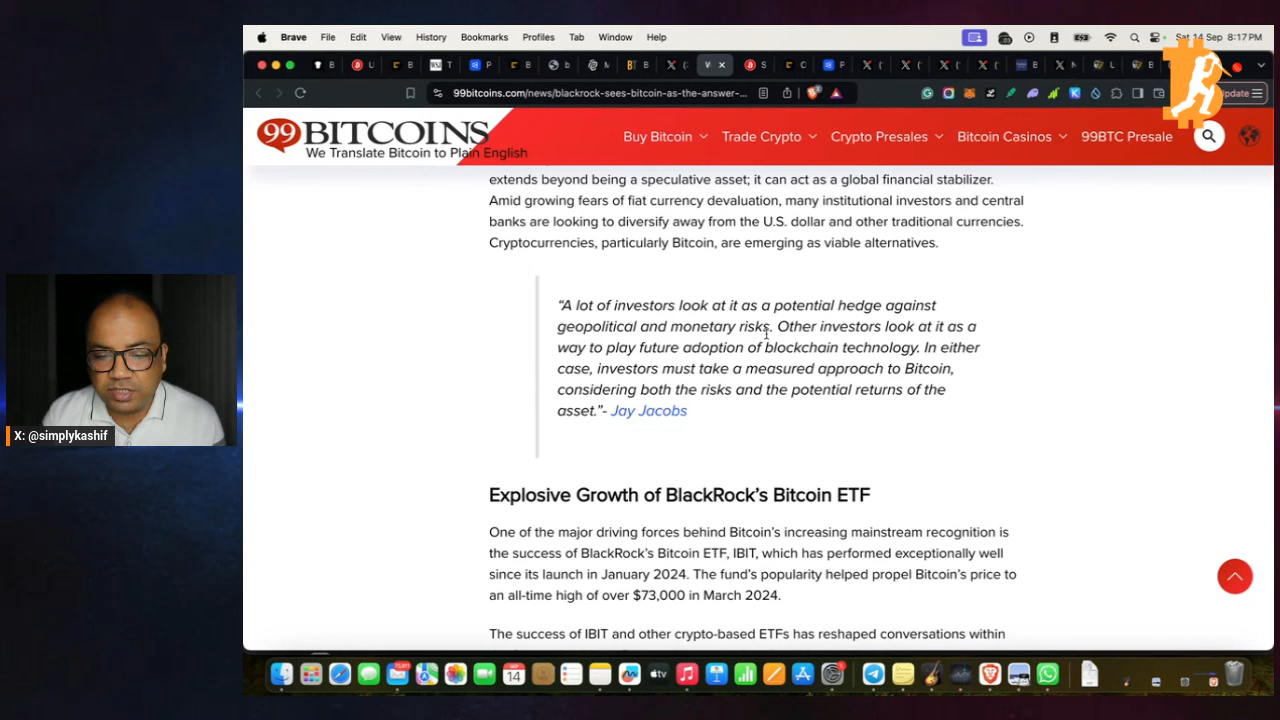 Brave File Edit View History Bookmarks Profiles Tab Window Help
Sat 14 Sep 8:17PM
99bitcoins.com/news/blackrock-sees-bitcoin-as-the-answer-...
Update
99 BITCOINS
We Translate Bitcoin to Plain English
Buy Bitcoin Trade Crypto Crypto Presales Bitcoin Casinos 99BTC Presale
extends beyond being a speculative asset; it can act as a global financial stabilizer.
Amid growing fears of fiat currency devaluation, many institutional investors and central
banks are looking to diversify away from the U.S. dollar and other traditional currencies.
Cryptocurrencies, particularly Bitcoin, are emerging as viable alternatives.
“A lot of investors look at it as a potential hedge against
geopolitical and monetary risks. Other investors look at it as a
way to play future adoption of blockchain technology. In either
case, investors must take a measured approach to Bitcoin,
considering both the risks and the potential returns of the
asset.”- Jay Jacobs
Explosive Growth of BlackRock’s Bitcoin ETF
One of the major driving forces behind Bitcoin’s increasing mainstream recognition is
the success of BlackRock’s Bitcoin ETF, IBIT, which has performed exceptionally well
since its launch in January 2024. The fund’s popularity helped propel Bitcoin’s price to
an all-time high of over $73,000 in March 2024.
The success of IBIT and other crypto-based ETFs has reshaped conversations within
X: @simplykashif